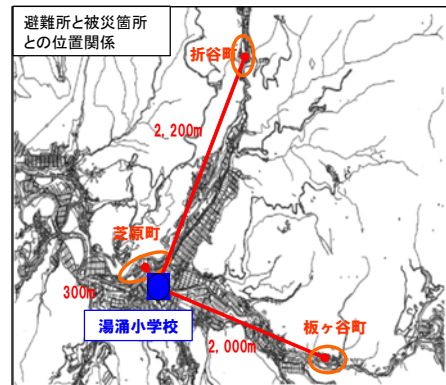 避難所と被災箇所
との位置関係
折谷町
2,200m
芝原町
300m
湯涌小学校
板ヶ谷町
2,000m